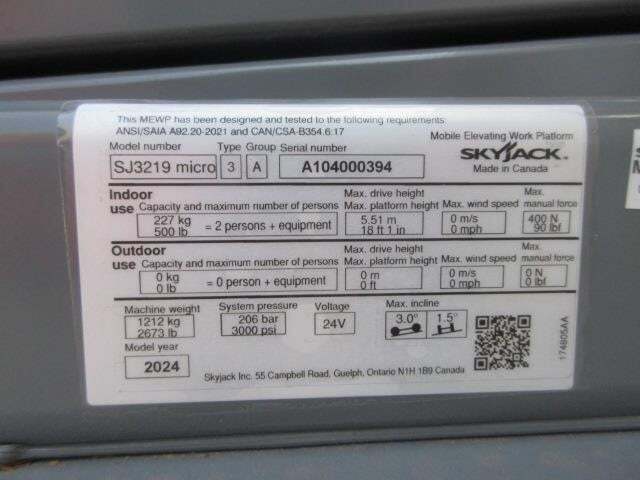 This MEWP has been designed and tested to the following requirements:
ANSI/SAIA A92.20-2021 and CAN/CSA-B354.6:17
Mobile Elevating Work Platform
Model number Type Group Serial number
SJ3219 micro 3 A A104000394
SKYJACK
Made in Canada
Indoor use
Capacity and maximum number of persons
227 kg
500 lb
= 2 persons + equipment
Max. drive height
Max. platform height
5.51 m
18 ft 1 in
Max. wind speed
0 m/s
0 mph
Max. manual force
400 N
90 lbf
Outdoor use
Capacity and maximum number of persons
0 kg
0 lb
= 0 person + equipment
Max. drive height
Max. platform height
0 m
0 ft
Max. wind speed
0 m/s
0 mph
Max. manual force
0 N
0 lbf
Machine weight
1212 kg
2673 lb
System pressure
206 bar
3000 psi
Voltage
24V
Max. incline
3.0° 1.5°
Model year
2024
Skyjack Inc. 55 Campbell Road, Guelph, Ontario N1H 1B9 Canada
174805AA